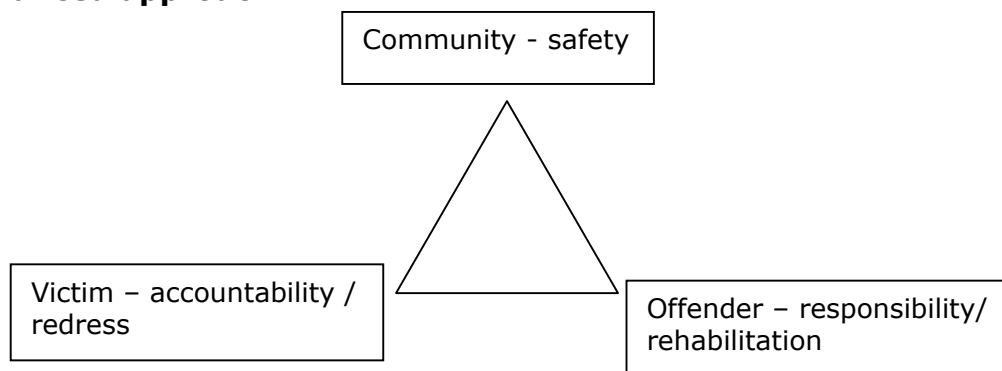 Community - safety
Victim – accountability /
redress
Offender – responsibility/
rehabilitation